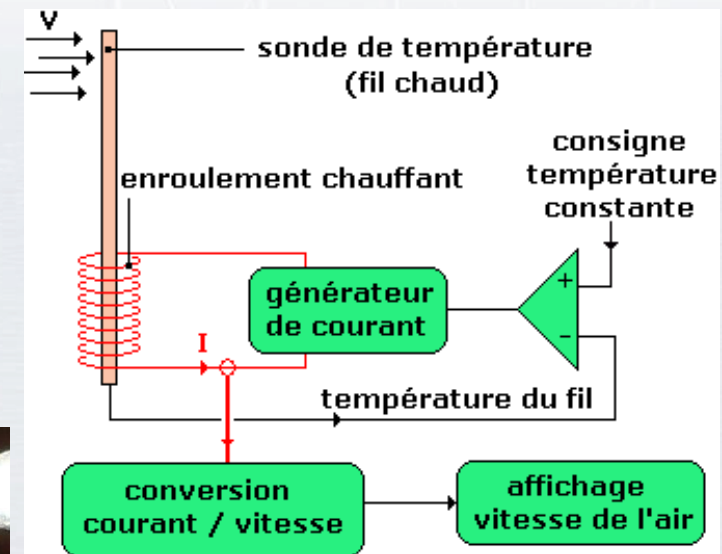 V
sonde de température
(fil chaud)
consigne
température
constante
enroulement chauffant
générateur
de courant
+
−
I
température du fil
conversion
courant / vitesse
affichage
vitesse de l'air